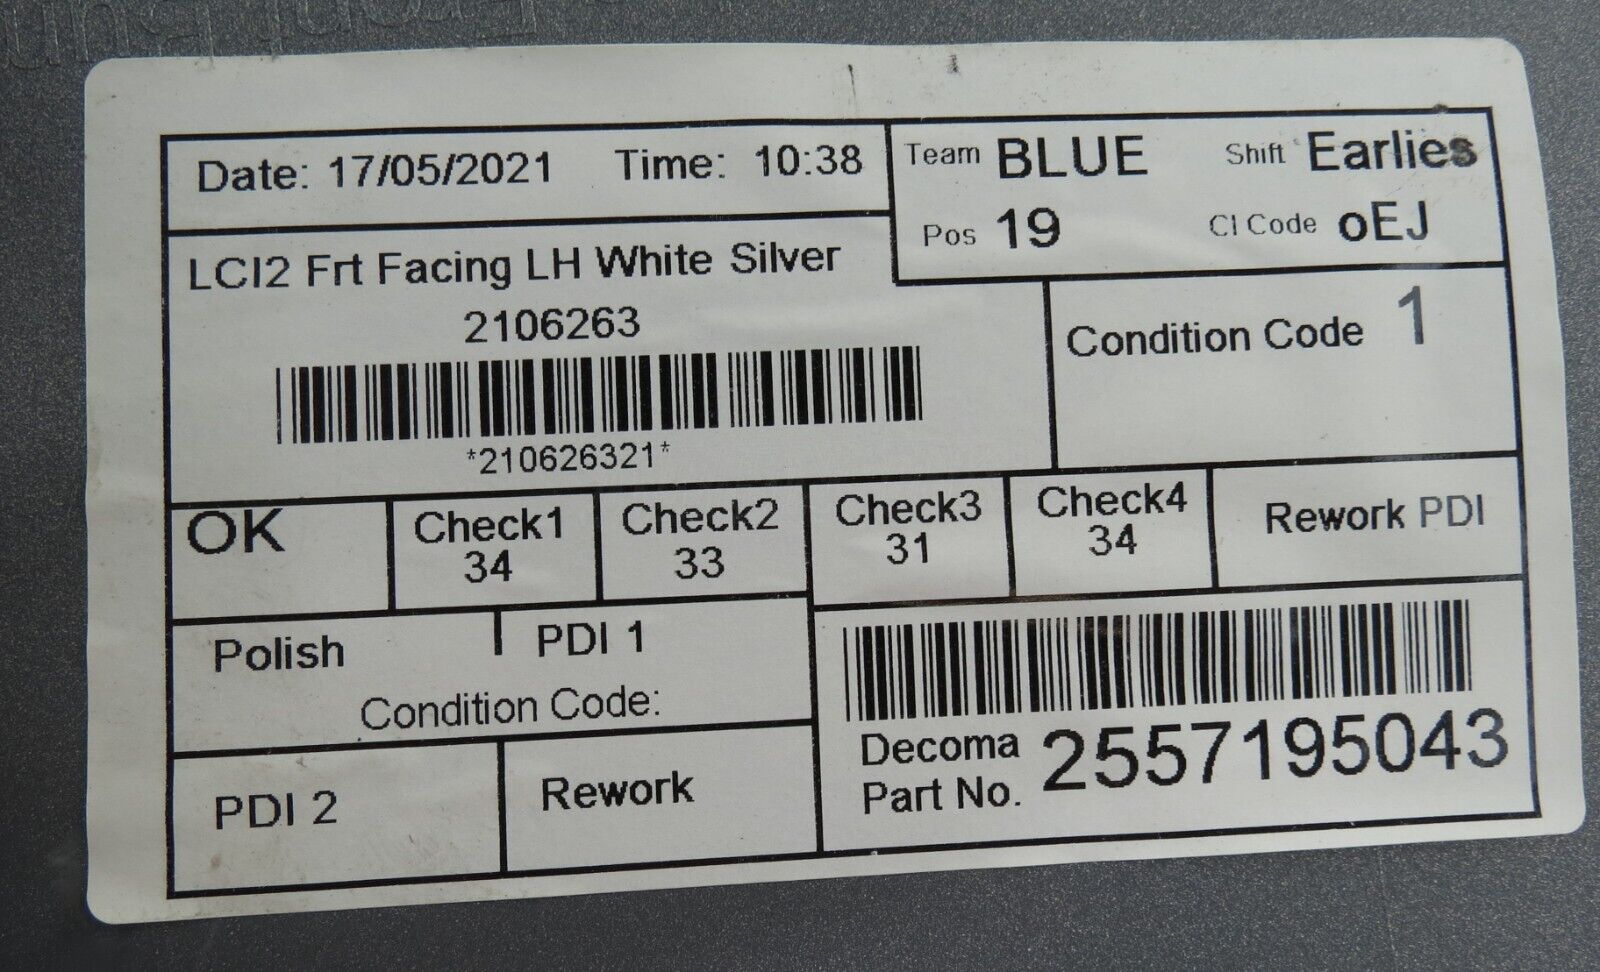 Date: 17/05/2021 Time: 10:38
Team BLUE Shift Earlies
Pos 19 CI Code oEJ
LCI2 Frt Facing LH White Silver
2106263
*210626321*
Condition Code 1
OK
Check1
34
Check2
33
Check3
31
Check4
34
Rework PDI
Polish PDI 1
Condition Code:
PDI 2
Rework
Decoma
Part No. 2557195043